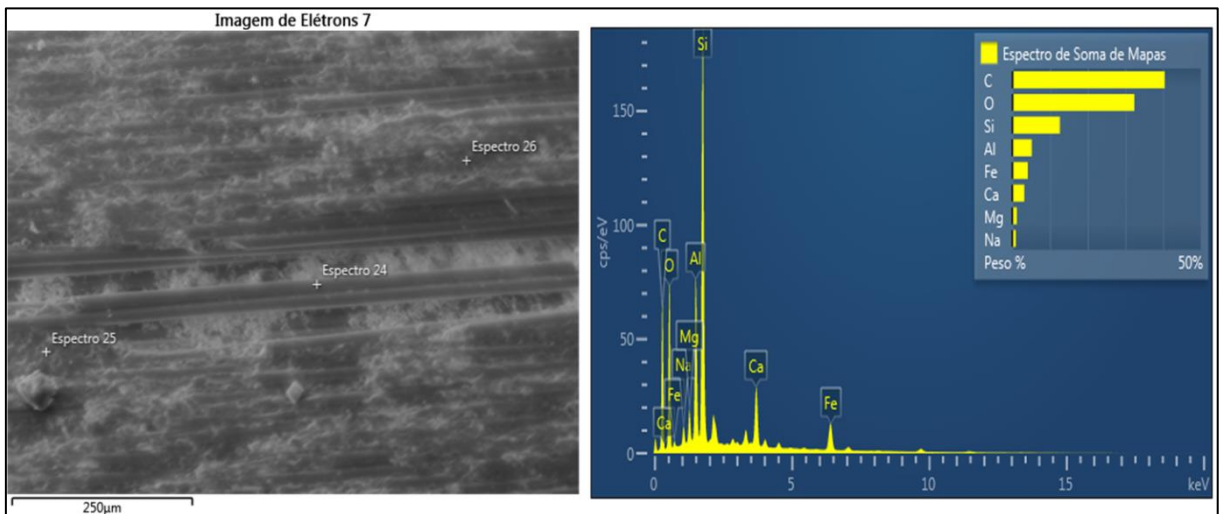 Imagem de Elétrons 7
Espectro 26
Espectro 24
Espectro 25
250µm
Si
C
O
Al
Mg
Na
Fe
Ca
Ca
Fe
cps/eV
150
100
50
0
0
5
10
15
keV
Espectro de Soma de Mapas
C
O
Si
Al
Fe
Ca
Mg
Na
Peso %
50%